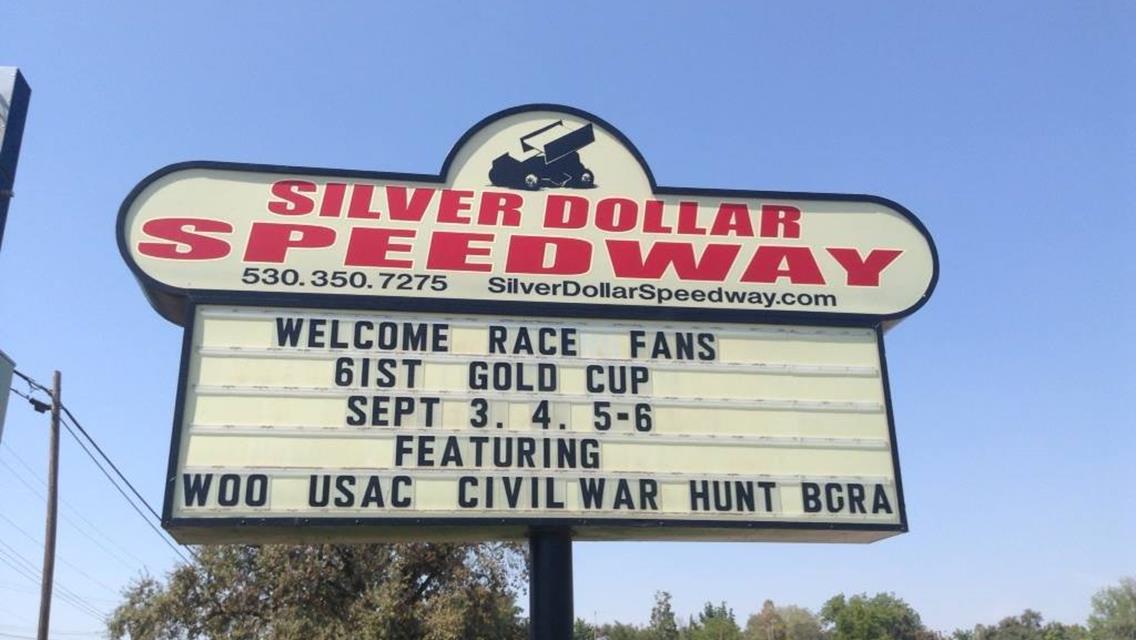 SILVER DOLLAR
SPEEDWAY
530.350.7275 SilverDollarSpeedway.com
WELCOME RACE FANS
61ST GOLD CUP
SEPT 3. 4. 5-6
FEATURING
WOO USAC CIVIL WAR HUNT BGRA